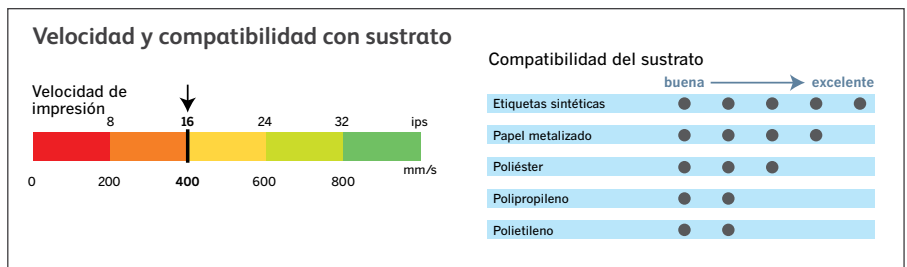 Velocidad y compatibilidad con sustrato
Velocidad de
impresión
8 16 24 32 ips
mm/s
0 200 400 600 800
Compatibilidad del sustrato
buena excelente
Etiquetas sintéticas
Papel metalizado
Poliéster
Polipropileno
Polietileno